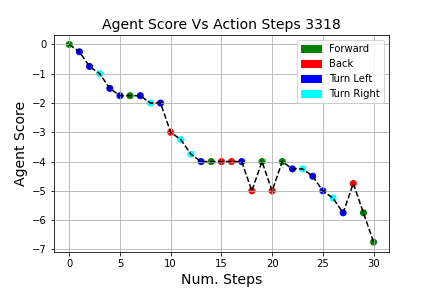 Agent Score Vs Action Steps 3318
Forward
Back
Turn Left
Turn Right
Agent Score
0
−1
−2
−3
−4
−5
−6
−7
0 5 10 15 20 25 30
Num. Steps